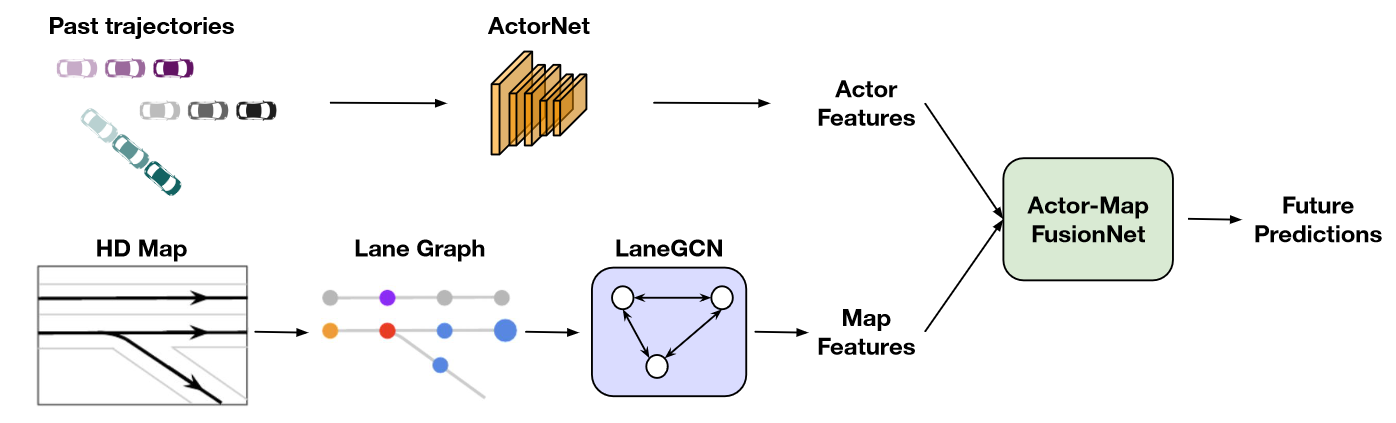 Past trajectories
ActorNet
Actor
Features
HD Map
Lane Graph
LaneGCN
Map
Features
Actor-Map
FusionNet
Future
Predictions